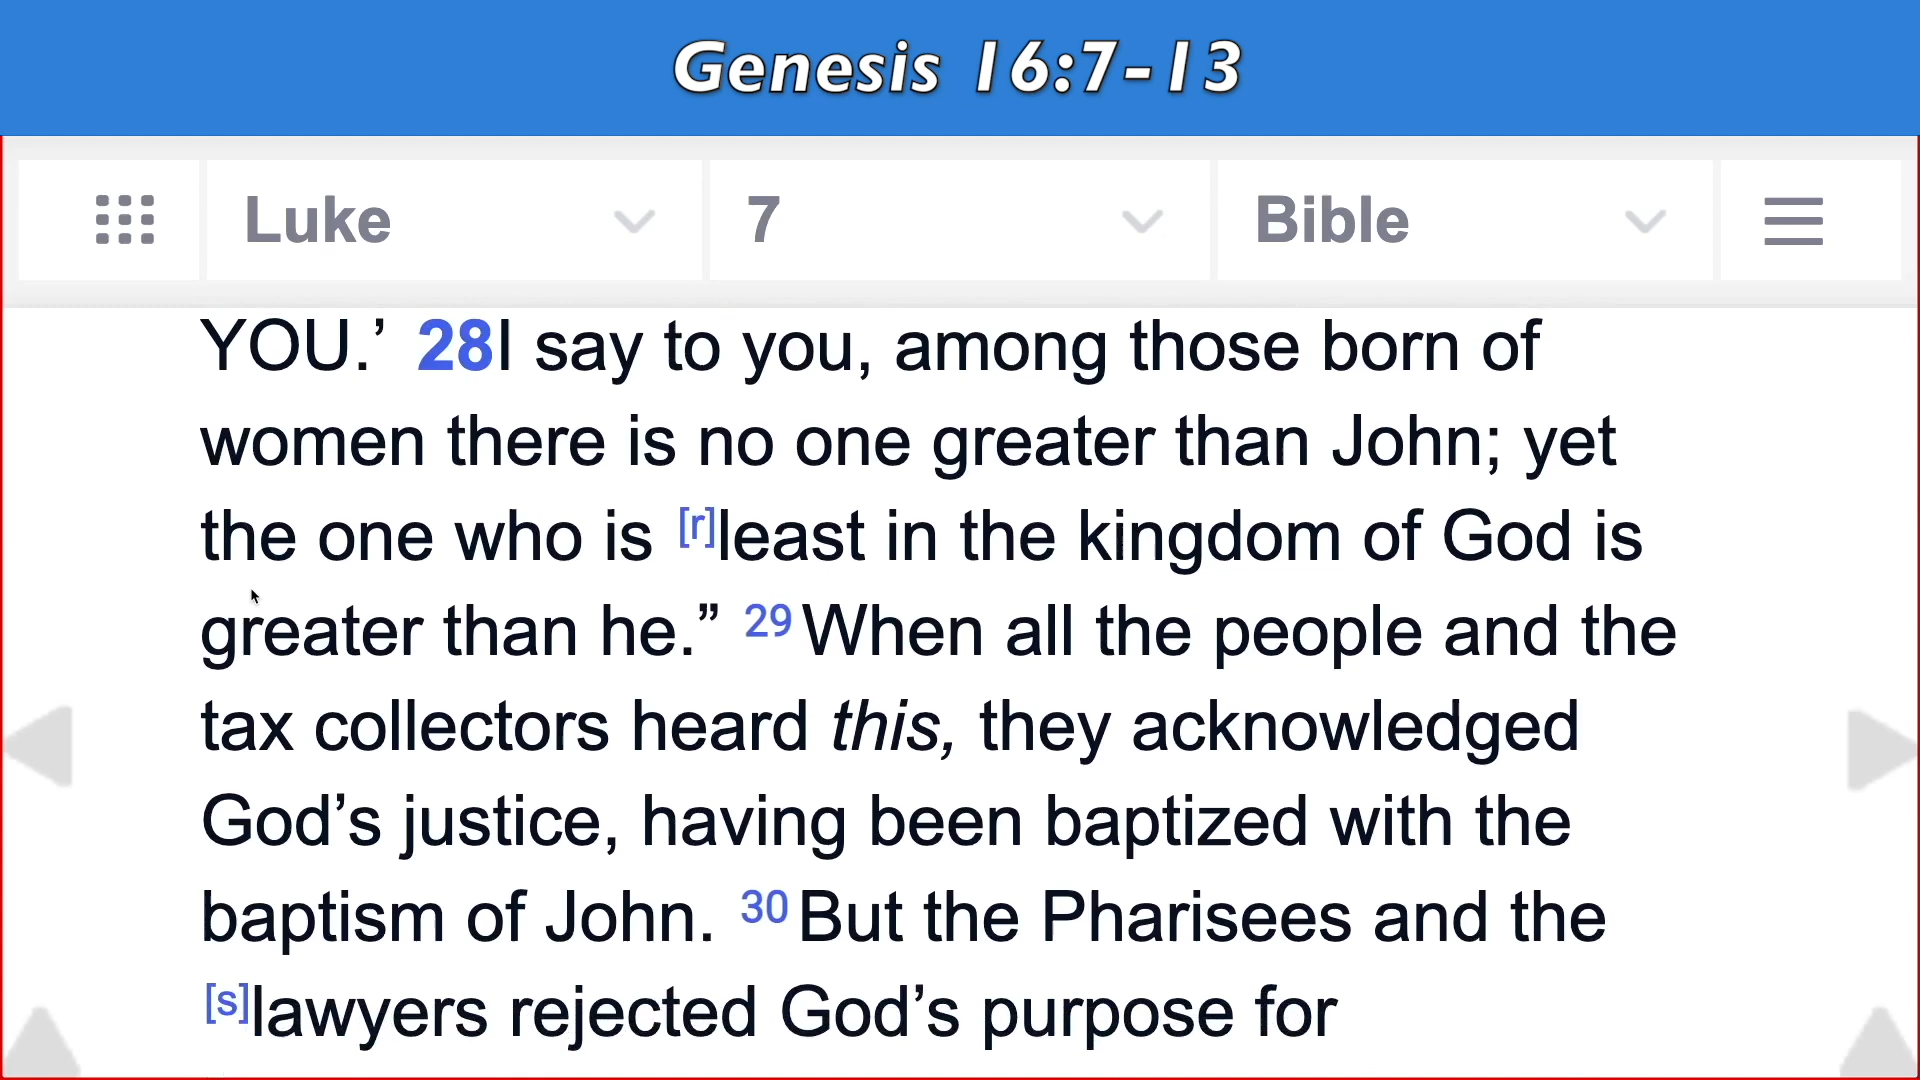 Genesis 16:7-13
Luke 7 Bible
YOU.’ 28I say to you, among those born of
women there is no one greater than John; yet
the one who is [r]least in the kingdom of God is
greater than he.” 29 When all the people and the
tax collectors heard this, they acknowledged
God’s justice, having been baptized with the
baptism of John. 30 But the Pharisees and the
[s]lawyers rejected God’s purpose for